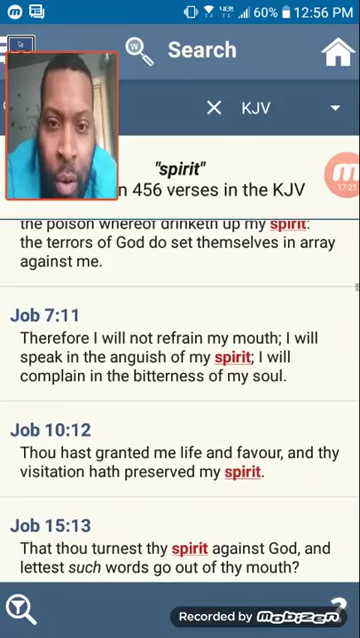 60% 12:56 PM
Search
KJV
"spirit"
n 456 verses in the KJV
17:21
the poison whereof drinketh up my spirit:
the terrors of God do set themselves in array
against me.
Job 7:11
Therefore I will not refrain my mouth; I will
speak in the anguish of my spirit; I will
complain in the bitterness of my soul.
Job 10:12
Thou hast granted me life and favour, and thy
visitation hath preserved my spirit.
Job 15:13
That thou turnest thy spirit against God, and
lettest such words go out of thy mouth?
?
Recorded by Mobizen